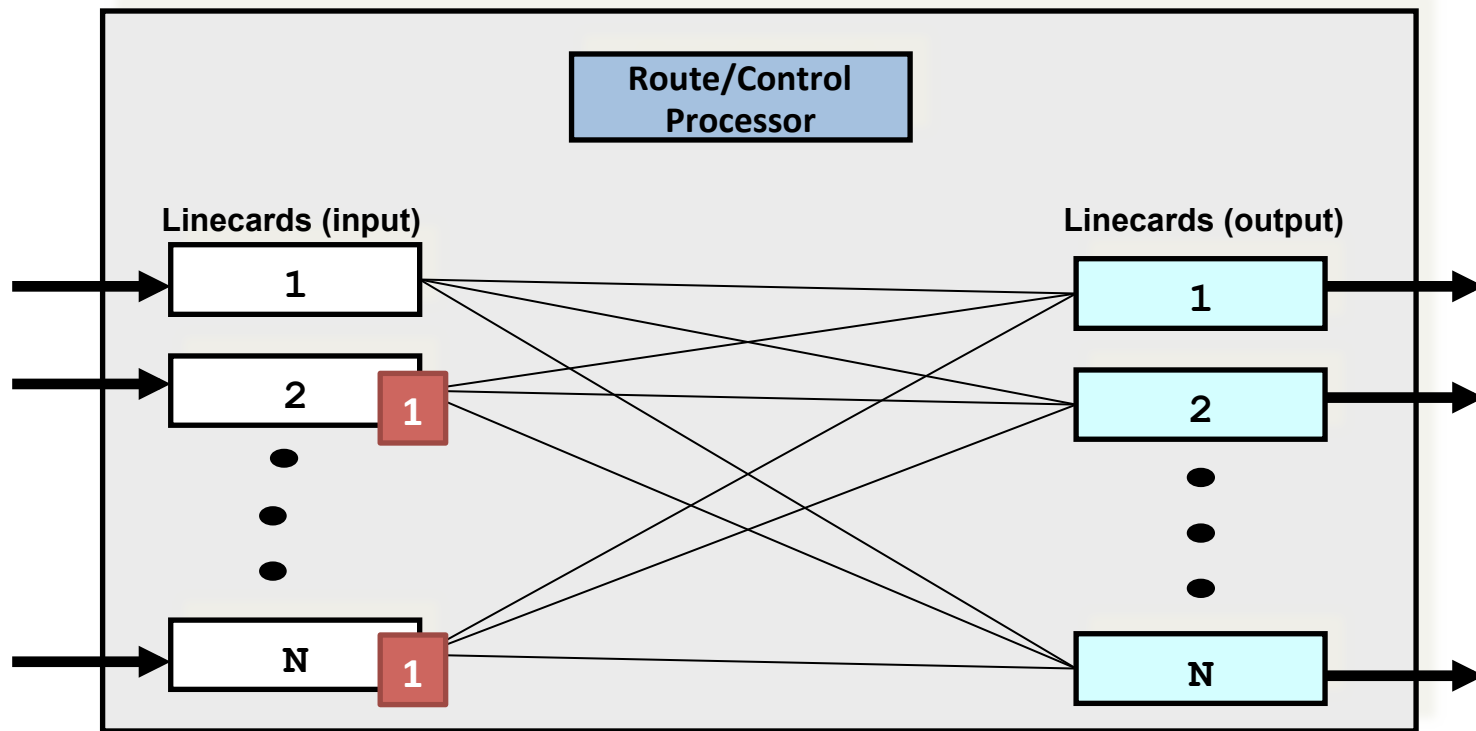 Route/Control
Processor
Linecards (input)
Linecards (output)
1
1
2
1
2
N
1
N